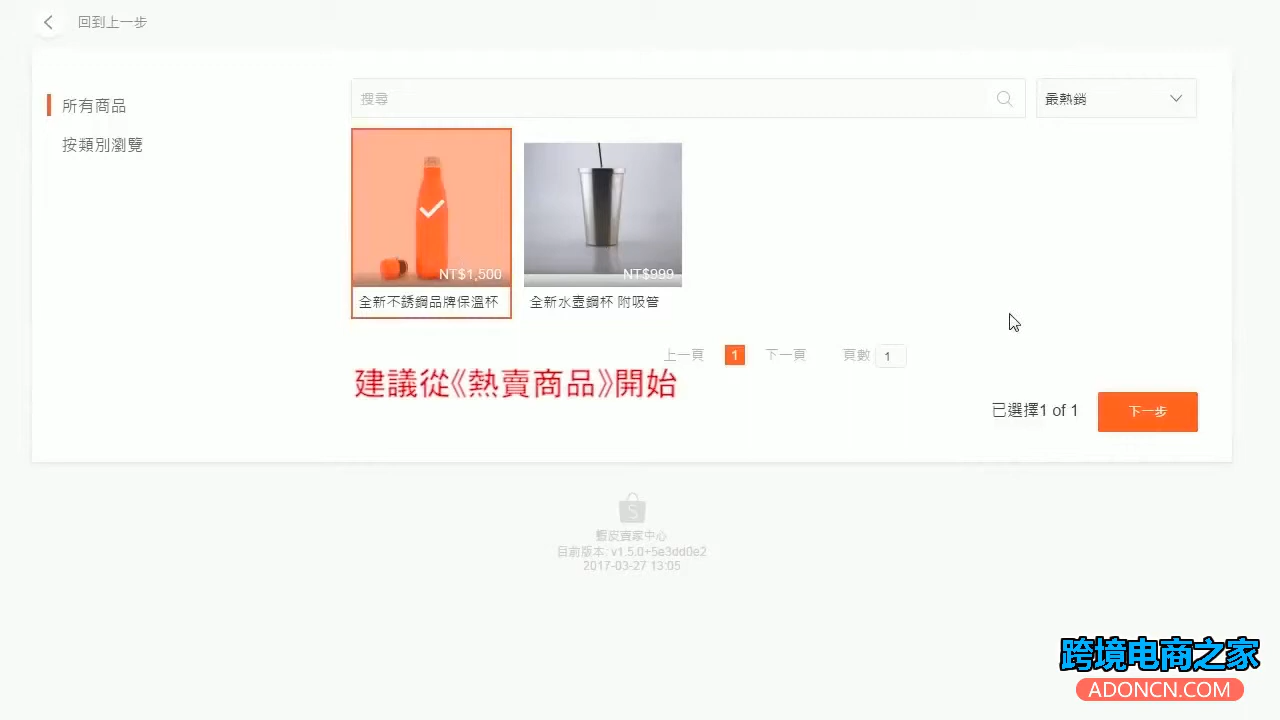 回到上一步
所有商品
按類別瀏覽
搜尋
最熱銷
NT$1,500
全新不銹鋼品牌保溫杯
NT$999
全新水壺鋼杯 附吸管
上一頁 1 下一頁 頁數 1
建議從《熱賣商品》開始
已選擇1 of 1
下一步
蝦皮賣家中心
目前版本: v1.5.0+5e3dd0e2
2017-03-27 13:05
跨境电商之家
ADONCN.COM